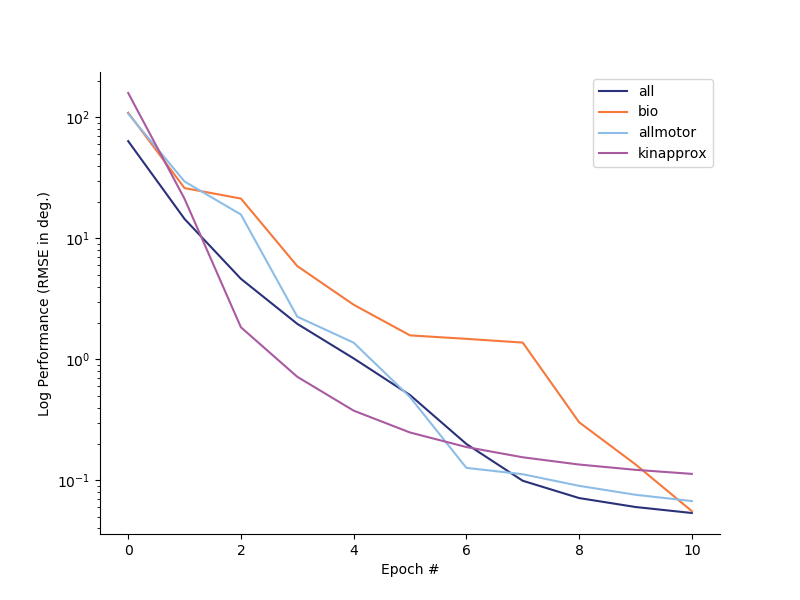 all
bio
allmotor
kinapprox
Log Performance (RMSE in deg.)
10²
10¹
10⁰
10⁻¹
0 2 4 6 8 10
Epoch #